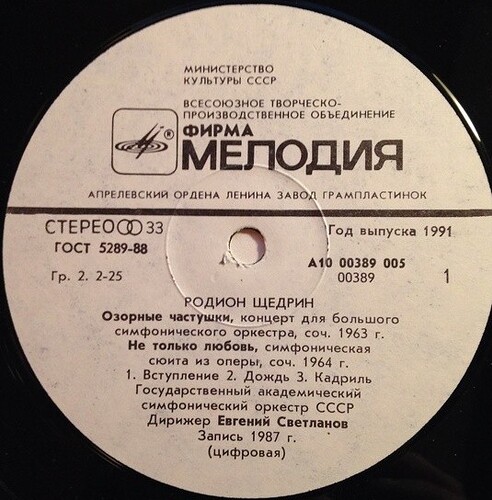 МИНИСТЕРСТВО
КУЛЬТУРЫ СССР
ВСЕСОЮЗНОЕ ТВОРЧЕСКО-
ПРОИЗВОДСТВЕННОЕ ОБЪЕДИНЕНИЕ
ФИРМА
®
МЕЛОДИЯ
АПРЕЛЕВСКИЙ ОРДЕНА ЛЕНИНА ЗАВОД ГРАМПЛАСТИНОК
СТЕРЕО 33
Год выпуска 1991
ГОСТ 5289-88
А10 00389 005
Гр. 2. 2-25
00389
1
РОДИОН ЩЕДРИН
Озорные частушки, концерт для большого
симфонического оркестра, соч. 1963 г.
Не только любовь, симфоническая
сюита из оперы, соч. 1964 г.
1. Вступление 2. Дождь 3. Кадриль
Государственный академический
симфонический оркестр СССР
Дирижер Евгений Светланов
Запись 1987 г.
(цифровая)